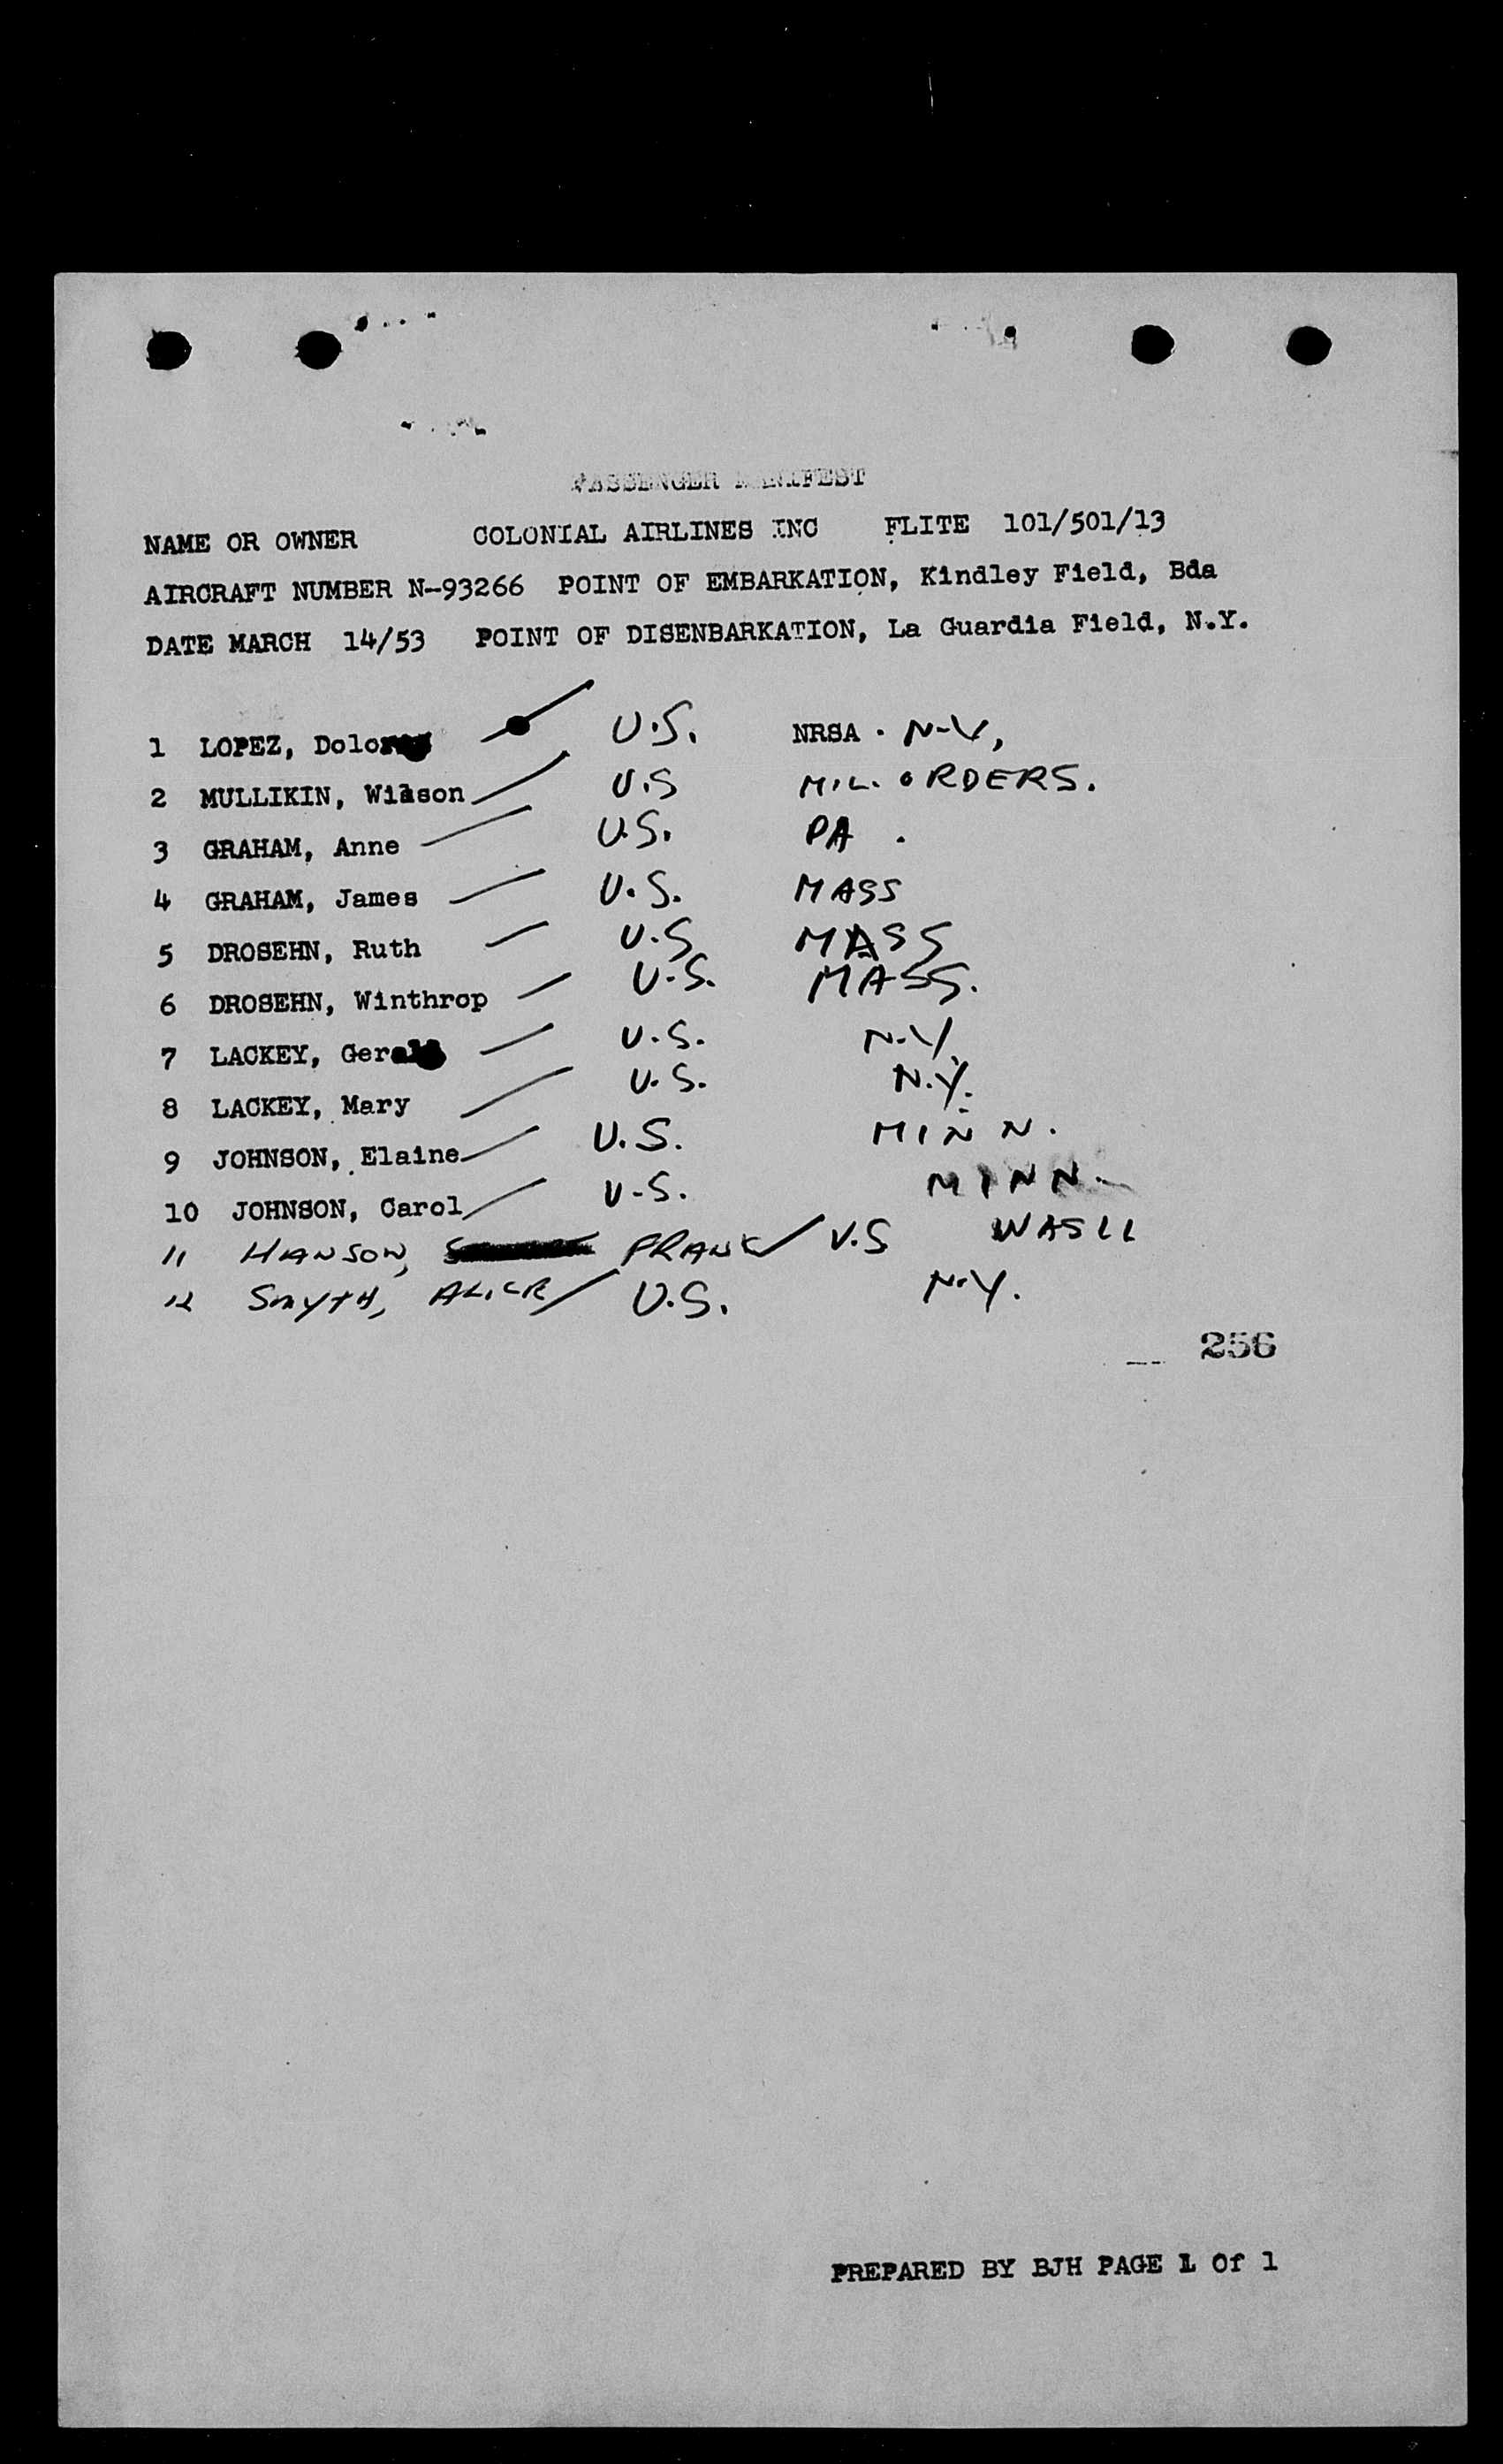 PASSENGER MANIFEST
NAME OR OWNER COLONIAL AIRLINES INC FLITE 101/501/13
AIRCRAFT NUMBER N-93266 POINT OF EMBARKATION, Kindley Field, Bda
DATE MARCH 14/53 POINT OF DISENBARKATION, La Guardia Field, N.Y.
1 LOPEZ, U.S. NRSA. N-Y,
2 MULLIKIN, Wilson U.S MIL. ORDERS.
3 GRAHAM, Anne U.S. PA.
4 GRAHAM, James U.S. MASS
5 DROSEHN, Ruth U.S MASS
6 DROSEHN, Winthrop U.S. MASS.
7 LACKEY, U.S. N.Y.
8 LACKEY, Mary U.S. N.Y.
9 JOHNSON, Elaine U.S. MINN.
10 JOHNSON, Carol U.S. MINN.
11 HANSON, FRANK U.S WASH
12 SMYTH, ALICE U.S. N.Y.
256
PREPARED BY BJH PAGE 1 Of 1